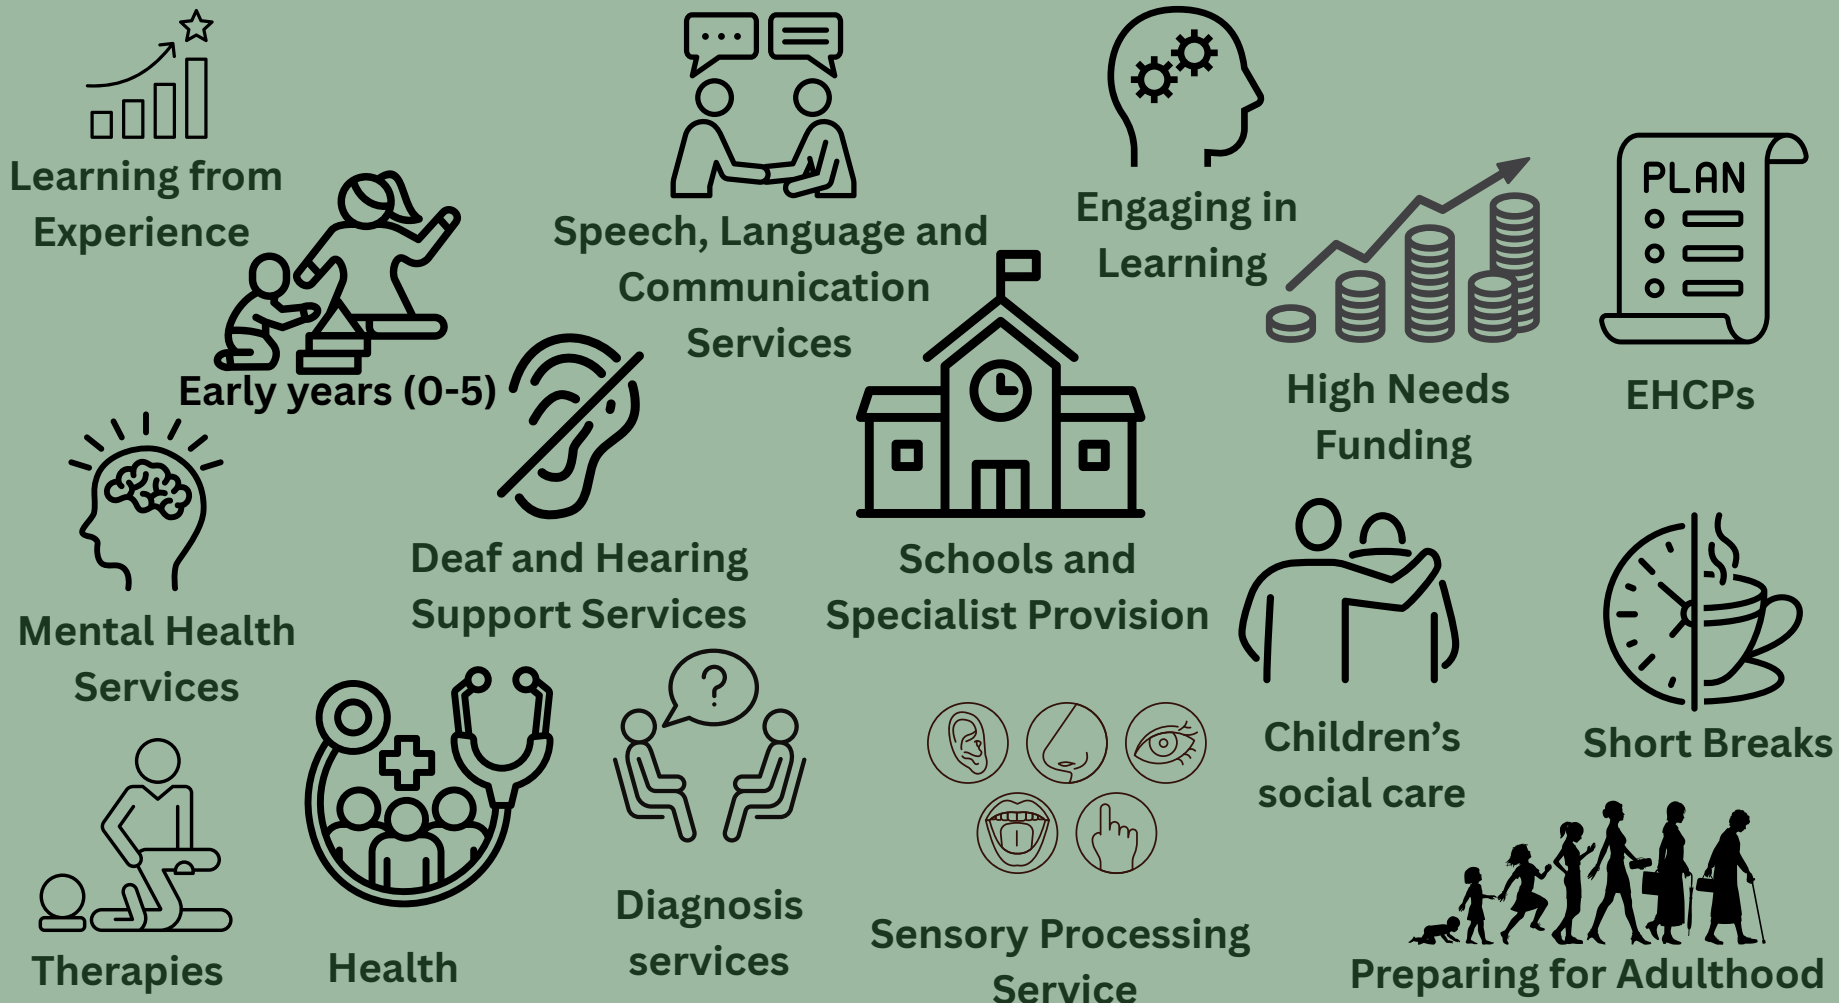 Learning from
Experience
Speech, Language and
Communication
Services
Engaging in
Learning
PLAN
Early years (0-5)
High Needs
Funding
EHCPs
Mental Health
Services
Deaf and Hearing
Support Services
Schools and
Specialist Provision
Children’s
social care
Short Breaks
?
Therapies
Health
Diagnosis
services
Sensory Processing
Service
Preparing for Adulthood